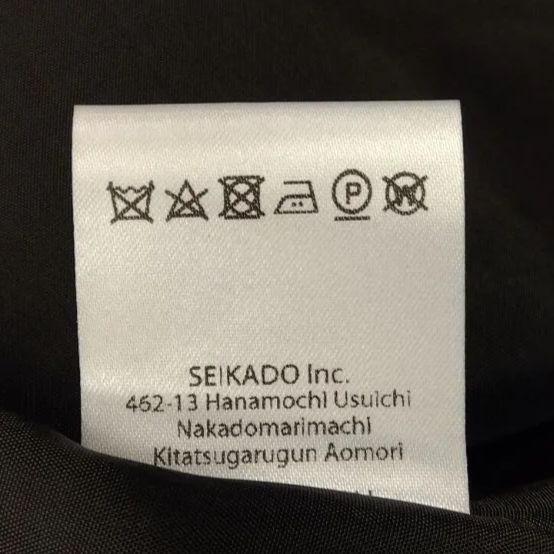 P W
SEIKADO Inc.
462-13 Hanamochi Usuichi
Nakadomarimachi
Kitatsugarugun Aomori